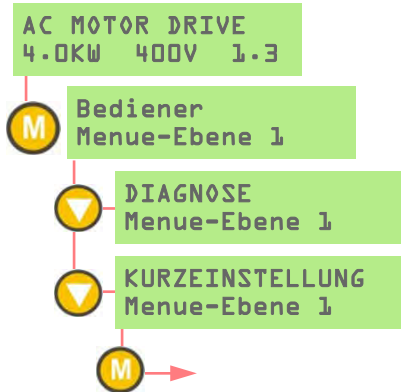 AC MOTOR DRIVE
4.0KW 400V 1.3
M
Bediener
Menue-Ebene 1
DIAGNOSE
Menue-Ebene 1
KURZEINSTELLUNG
Menue-Ebene 1
M